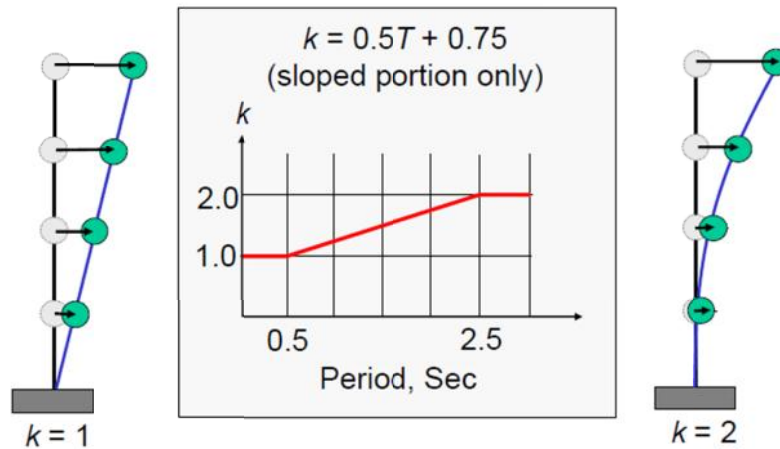 k = 0.5T + 0.75
(sloped portion only)
k
2.0
1.0
0.5 2.5
Period, Sec
k = 1
k = 2